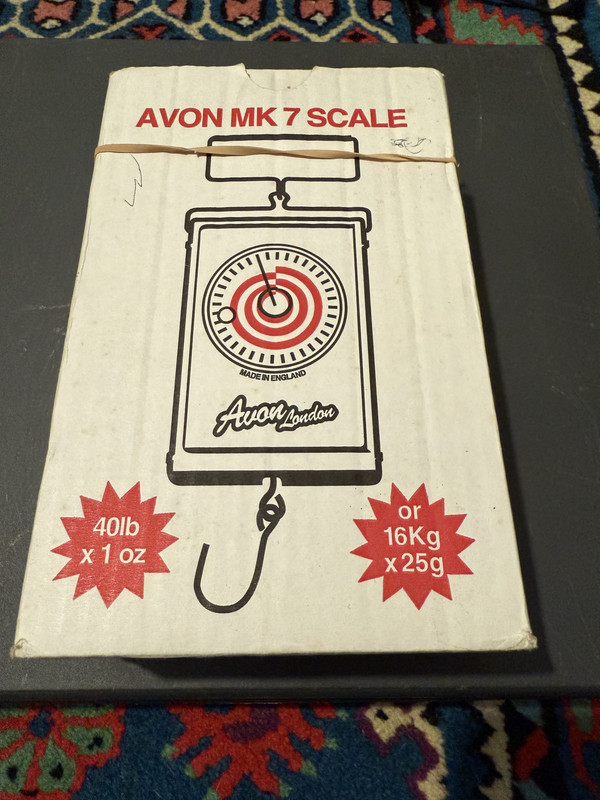 AVON MK 7 SCALE
MADE IN ENGLAND
Avon London
40lb
x 1 oz
or
16Kg
x 25g